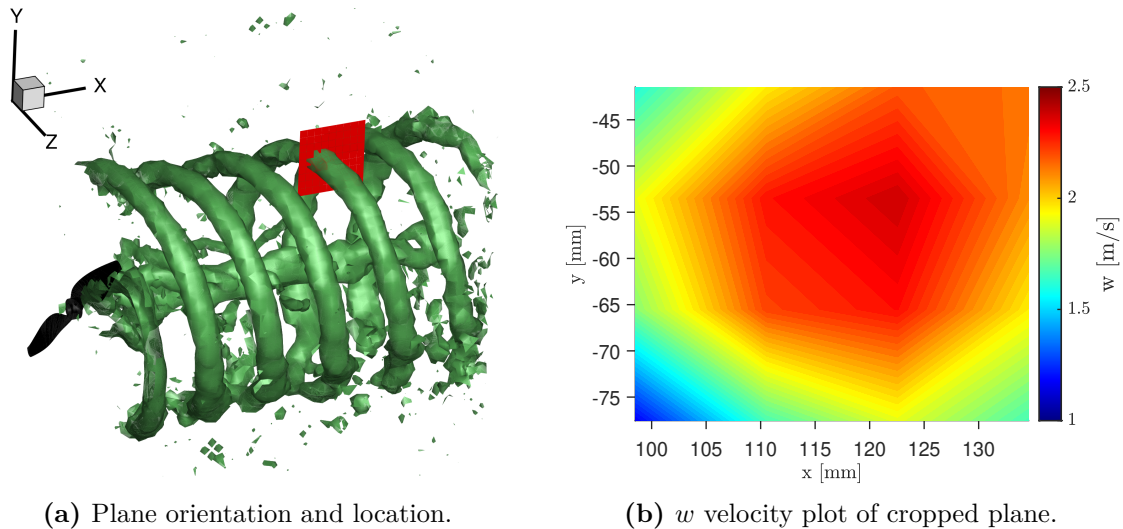 Y
X
Z
-45
-50
-55
-60
-65
-70
-75
y [mm]
100 105 110 115 120 125 130
x [mm]
2.5
2
1.5
1
w [m/s]
(a) Plane orientation and location.
(b) w velocity plot of cropped plane.